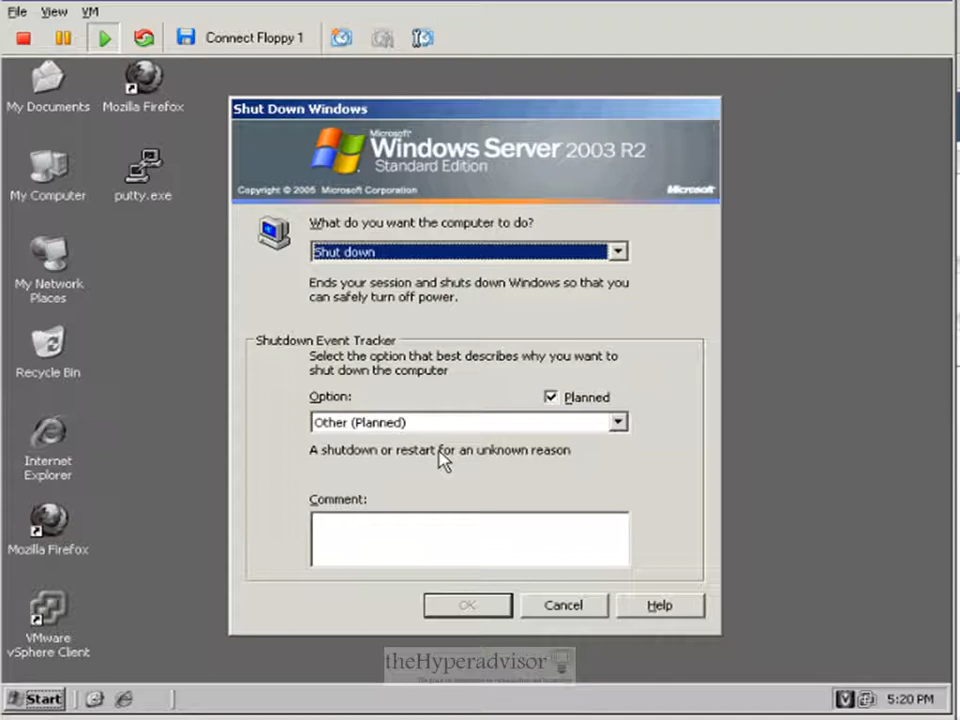 File View VM
Connect Floppy 1
My Documents
Mozilla Firefox
My Computer
putty.exe
My Network
Places
Recycle Bin
Internet
Explorer
Mozilla Firefox
VMware
vSphere Client
Shut Down Windows
Microsoft
Windows Server 2003 R2
Standard Edition
Copyright © 2005 Microsoft Corporation
Microsoft
What do you want the computer to do?
Shut down
Ends your session and shuts down Windows so that you
can safely turn off power.
Shutdown Event Tracker
Select the option that best describes why you want to
shut down the computer
Option:
Planned
Other (Planned)
A shutdown or restart for an unknown reason
Comment:
OK Cancel Help
theHyperadvisor
Start
5:20 PM